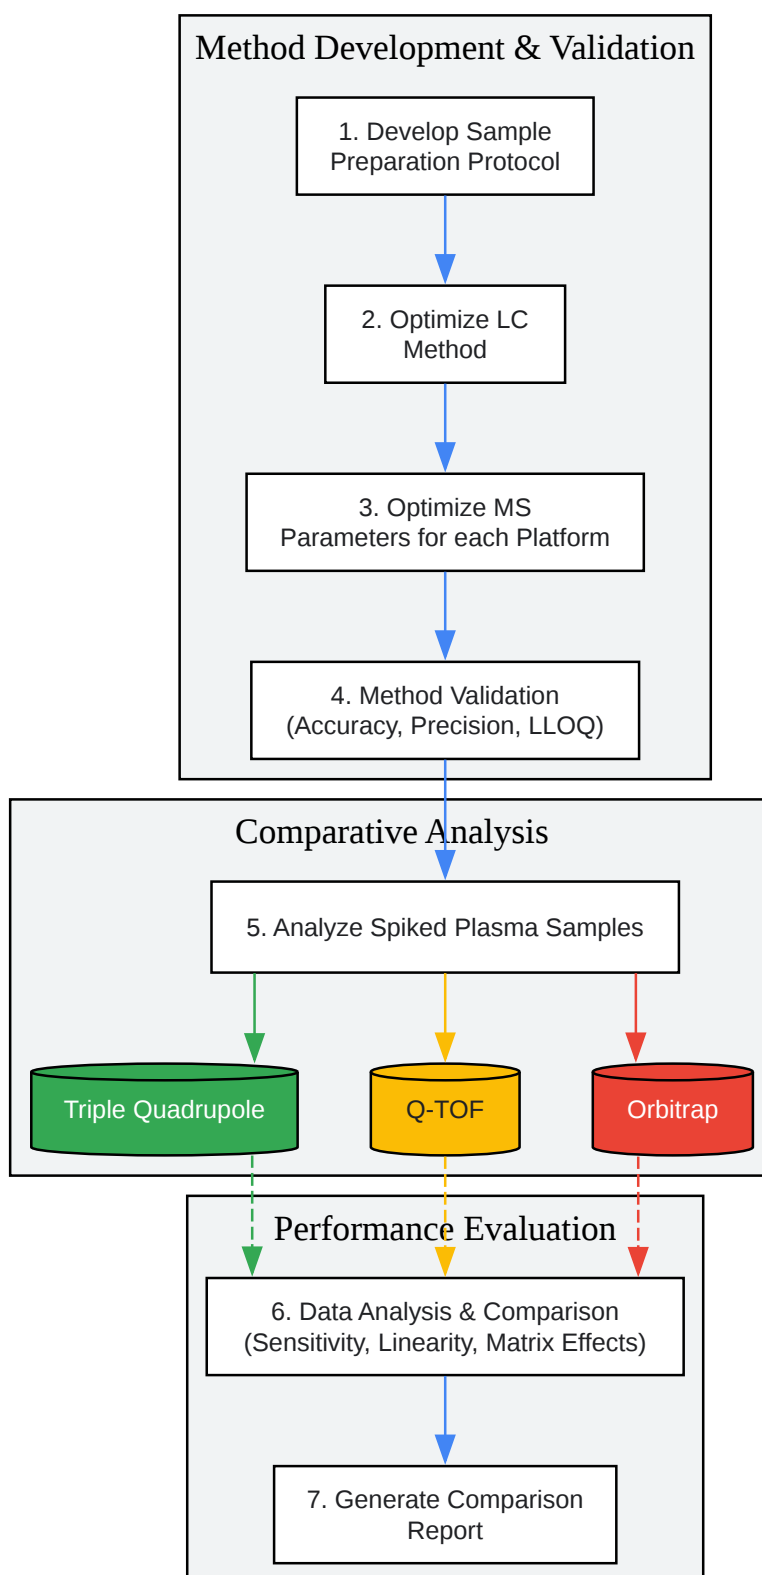 Method Development & Validation
1. Develop Sample
Preparation Protocol
2. Optimize LC
Method
3. Optimize MS
Parameters for each Platform
4. Method Validation
(Accuracy, Precision, LLOQ)
Comparative Analysis
5. Analyze Spiked Plasma Samples
Triple Quadrupole
Q-TOF
Orbitrap
Performance Evaluation
6. Data Analysis & Comparison
(Sensitivity, Linearity, Matrix Effects)
7. Generate Comparison
Report